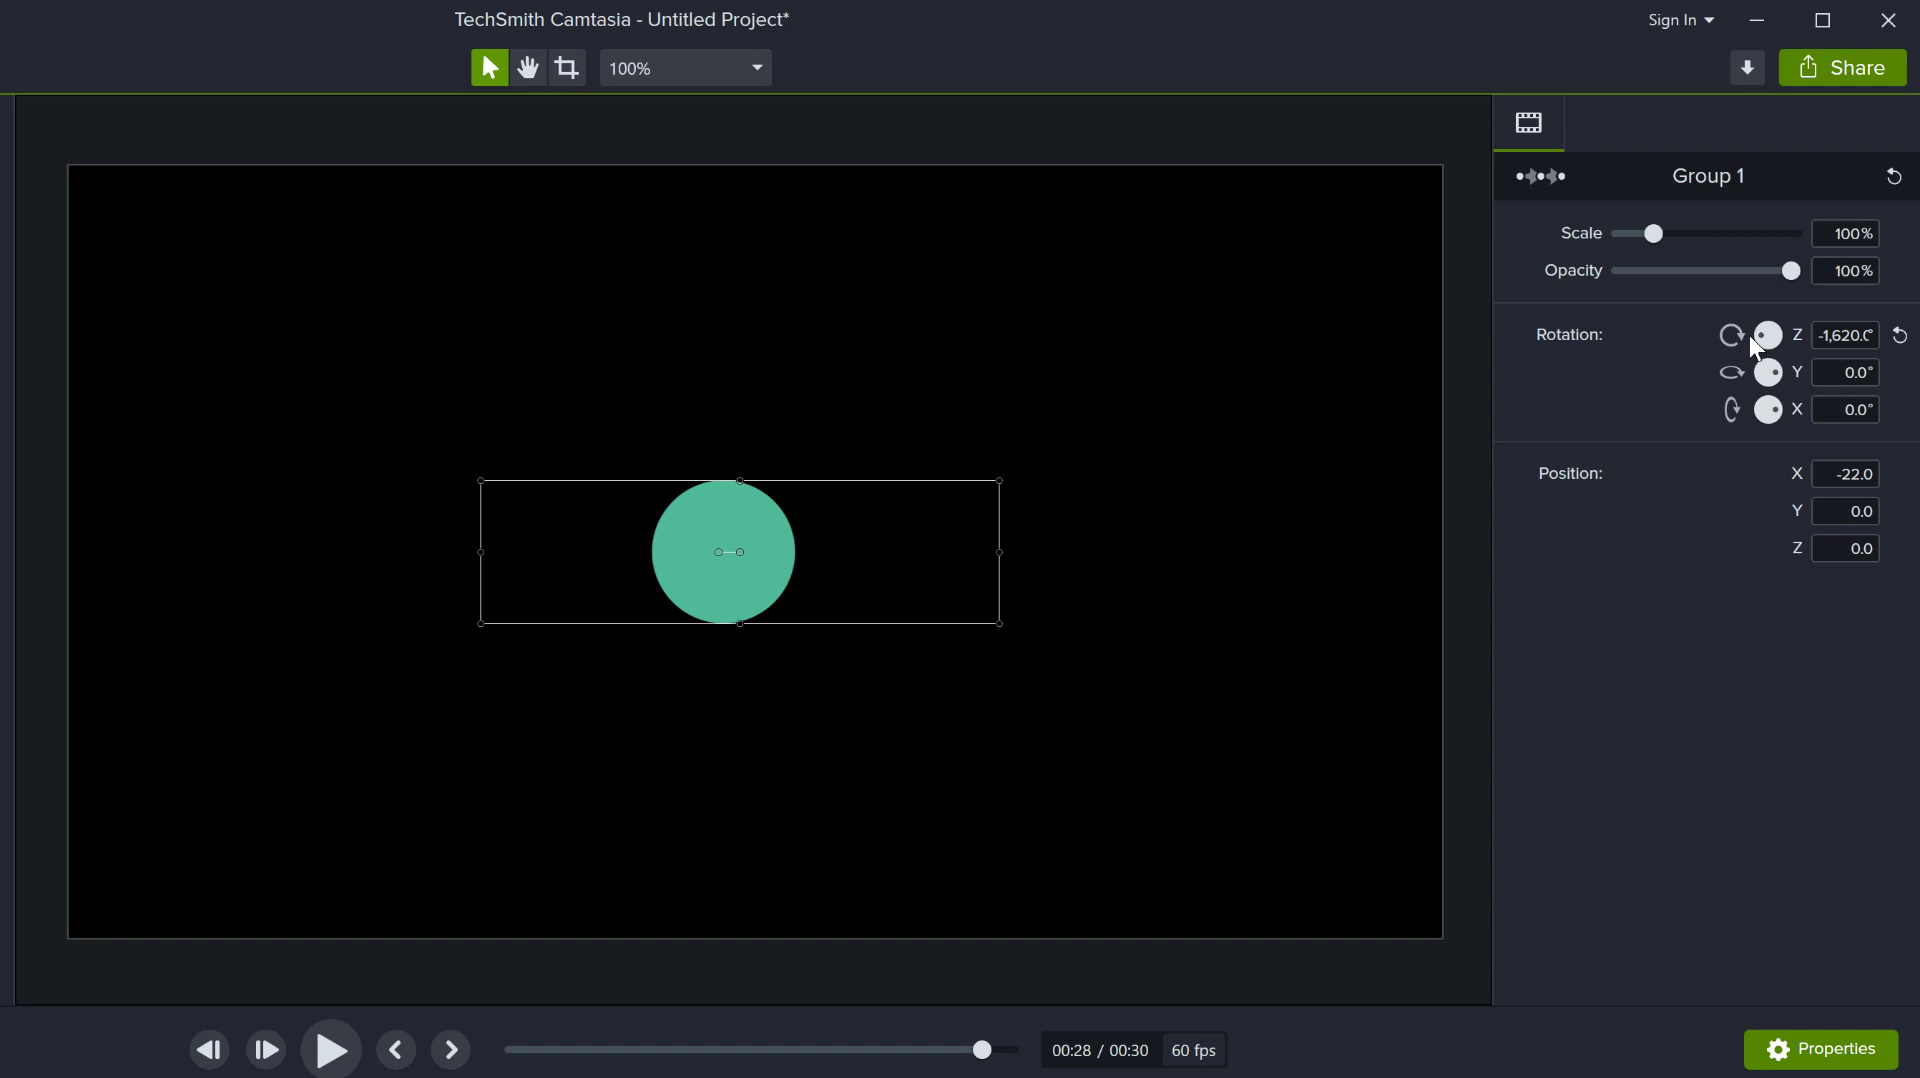 TechSmith Camtasia - Untitled Project*
Sign In
100%
Share
Group 1
Scale 100%
Opacity 100%
Rotation: Z -1,620.0°
Y 0.0°
X 0.0°
Position: X -22.0
Y 0.0
Z 0.0
00:28 / 00:30 60 fps
Properties